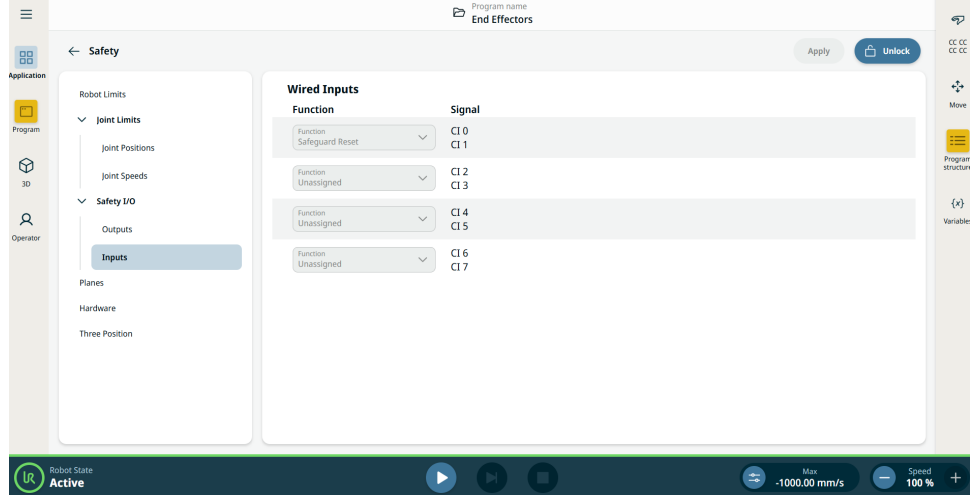 Program name
End Effectors
Application
Program
3D
Operator
Safety
Apply
Unlock
Robot Limits
Joint Limits
Joint Positions
Joint Speeds
Safety I/O
Outputs
Inputs
Planes
Hardware
Three Position
Wired Inputs
Function Signal
Function
Safeguard Reset
CI 0
CI 1
Function
Unassigned
CI 2
CI 3
Function
Unassigned
CI 4
CI 5
Function
Unassigned
CI 6
CI 7
CC CC
CC CC
Move
Program
structure
{x}
Variables
UR
Robot State
Active
Max
-1000.00 mm/s
Speed
100 %